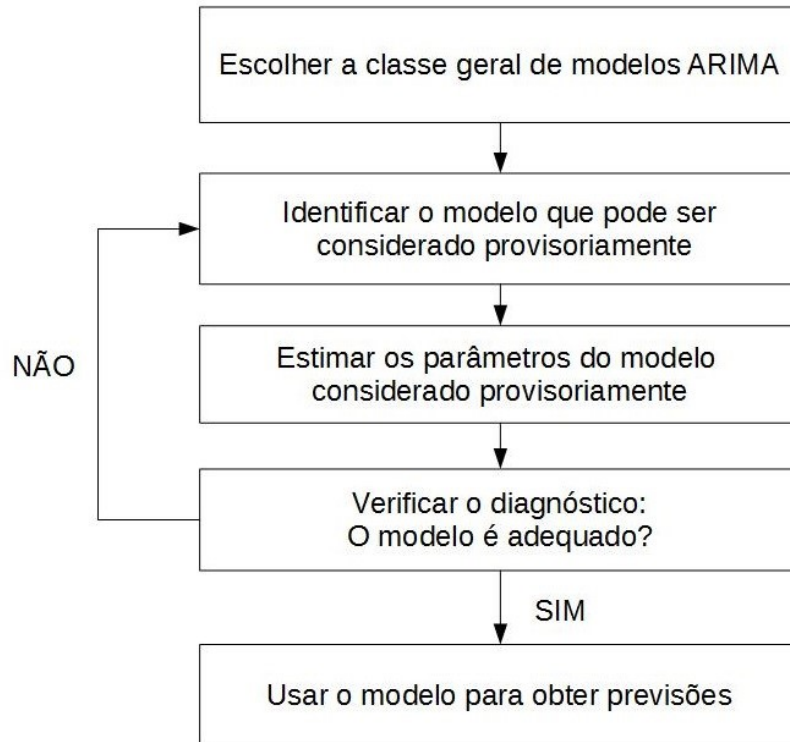 Escolher a classe geral de modelos ARIMA
Identificar o modelo que pode ser
considerado provisoriamente
NÃO
Estimar os parâmetros do modelo
considerado provisoriamente
Verificar o diagnóstico:
O modelo é adequado?
SIM
Usar o modelo para obter previsões